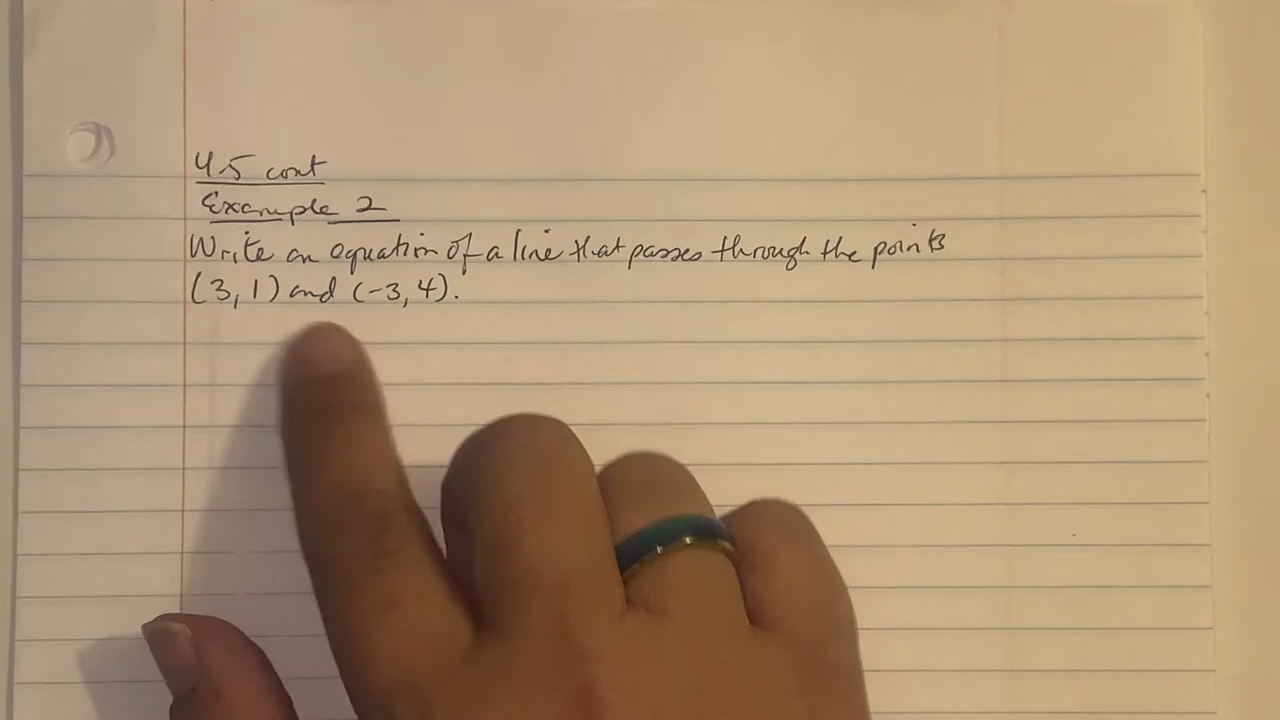 4.5 cont
Example 2
Write an equation of a line that passes through the points
(3, 1) and (-3, 4).